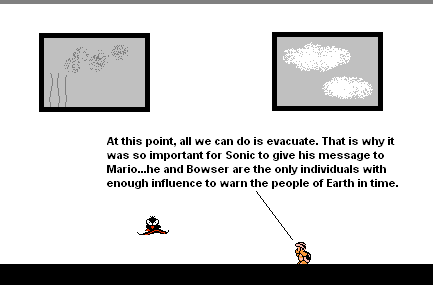 At this point, all we can do is evacuate. That is why it
was so important for Sonic to give his message to
Mario...he and Bowser are the only individuals with
enough influence to warn the people of Earth in time.